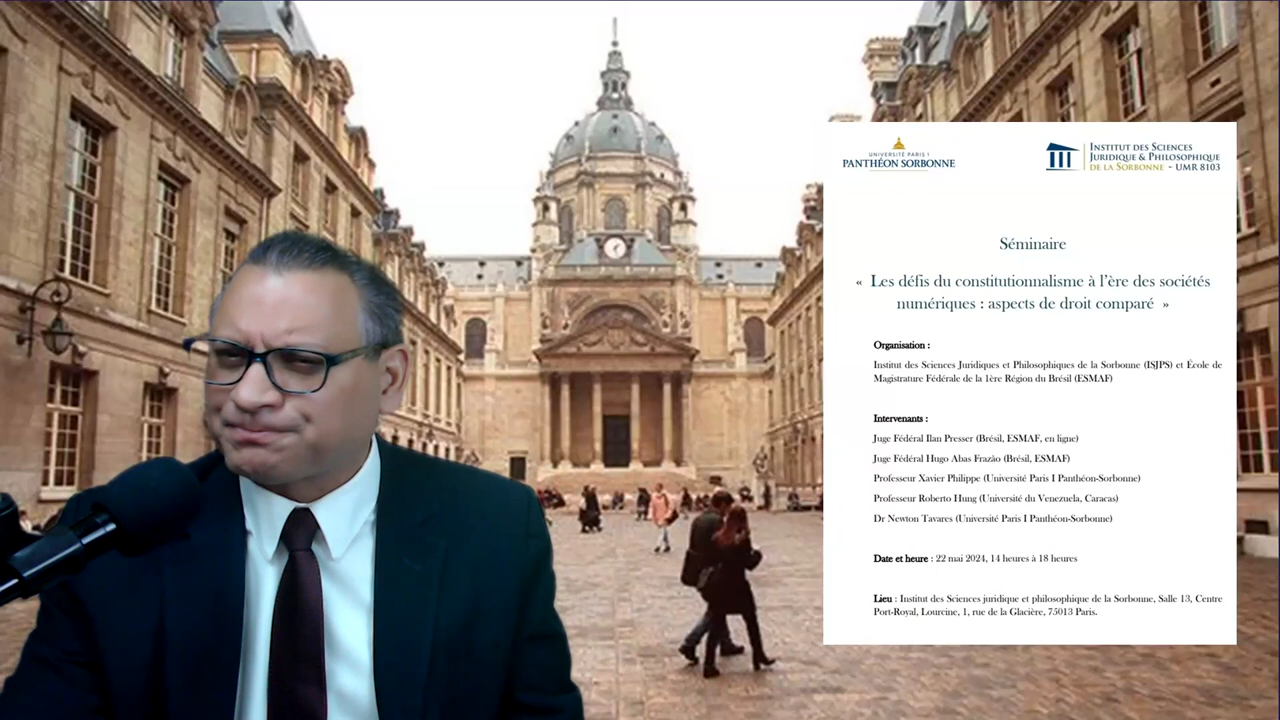 UNIVERSITÉ PARIS 1
PANTHÉON SORBONNE
INSTITUT DES SCIENCES
JURIDIQUE & PHILOSOPHIQUE
DE LA SORBONNE ~ UMR 8103
Séminaire
« Les défis du constitutionnalisme à l'ère des sociétés
numériques : aspects de droit comparé »
Organisation :
Institut des Sciences Juridiques et Philosophiques de la Sorbonne (ISJPS) et École de
Magistrature Fédérale de la 1ère Région du Brésil (ESMAF)
Intervenants :
Juge Fédéral Ilan Presser (Brésil, ESMAF, en ligne)
Juge Fédéral Hugo Abas Frazão (Brésil, ESMAF)
Professeur Xavier Philippe (Université Paris I Panthéon-Sorbonne)
Professeur Roberto Hung (Université du Venezuela, Caracas)
Dr Newton Tavares (Université Paris I Panthéon-Sorbonne)
Date et heure : 22 mai 2024, 14 heures à 18 heures
Lieu : Institut des Sciences juridique et philosophique de la Sorbonne, Salle 13, Centre
Port-Royal, Lourcine, 1, rue de la Glacière, 75013 Paris.